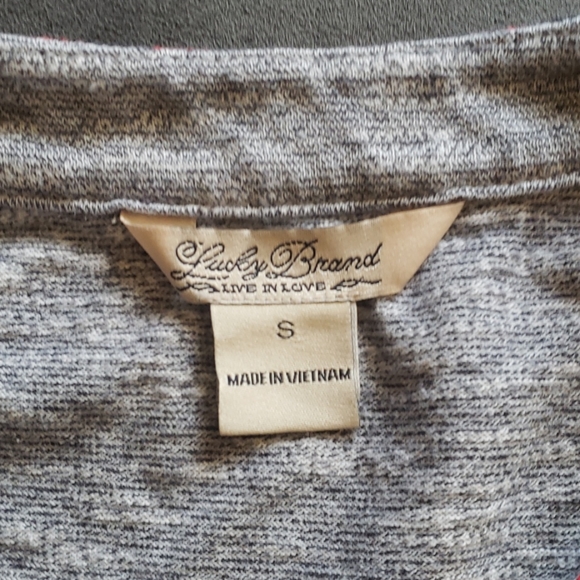 Lucky Brand
LIVE IN LOVE
S
MADE IN VIETNAM